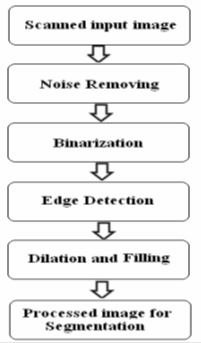 Scanned input image
Noise Removing
Binarization
Edge Detection
Dilation and Filling
Processed image for
Segmentation